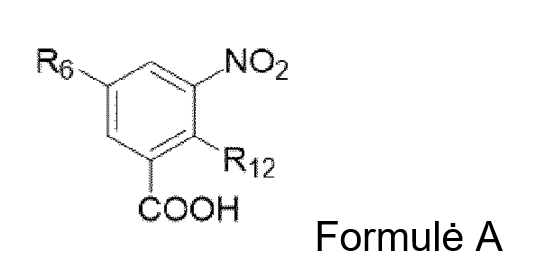 R6 NO2
R12
COOH
Formulė A